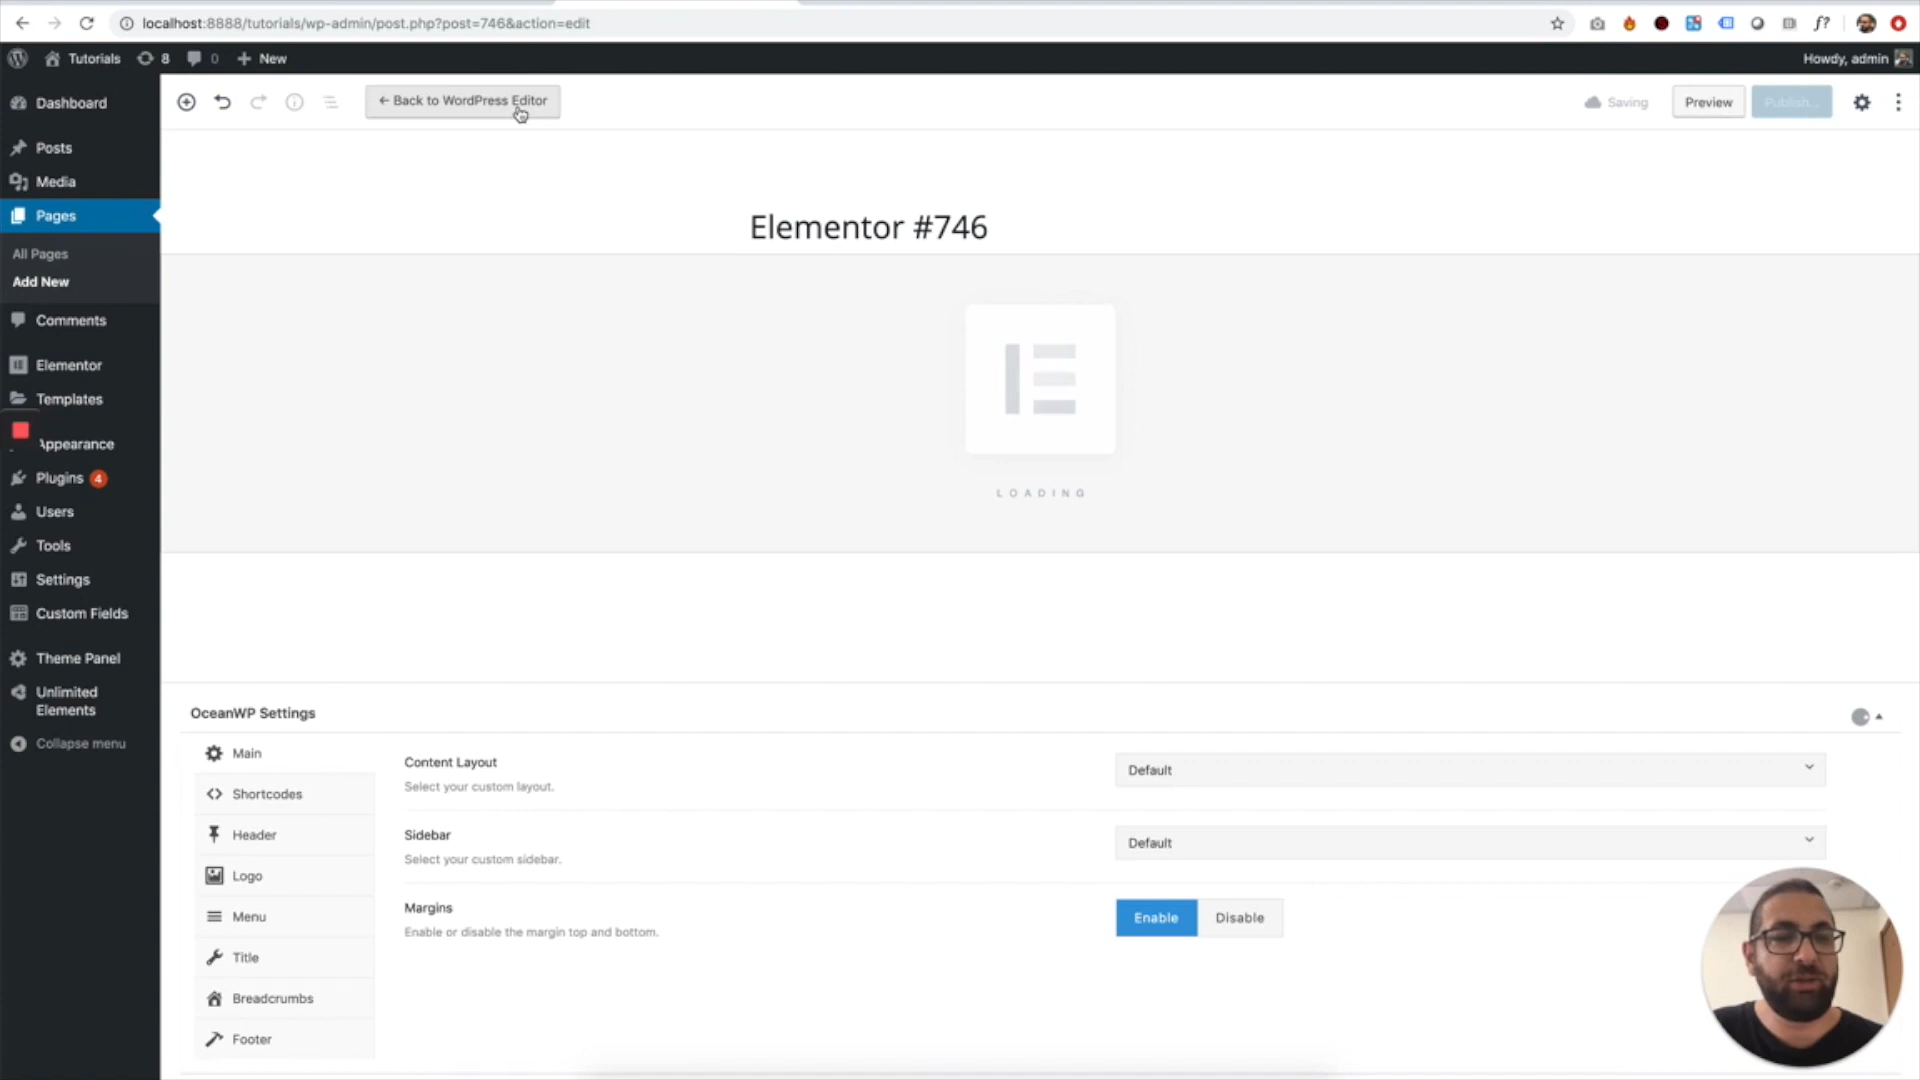 localhost:8888/tutorials/wp-admin/post.php?post=746&action=edit
f?
Tutorials
8
0
New
Howdy, admin
Dashboard
Posts
Media
Pages
All Pages
Add New
Comments
Elementor
Templates
Appearance
Plugins 4
Users
Tools
Settings
Custom Fields
Theme Panel
Unlimited
Elements
Collapse menu
← Back to WordPress Editor
Saving
Preview
Publish...
Elementor #746
LOADING
OceanWP Settings
Main
Shortcodes
Header
Logo
Menu
Title
Breadcrumbs
Footer
Content Layout
Select your custom layout.
Default
Sidebar
Select your custom sidebar.
Default
Margins
Enable or disable the margin top and bottom.
Enable
Disable